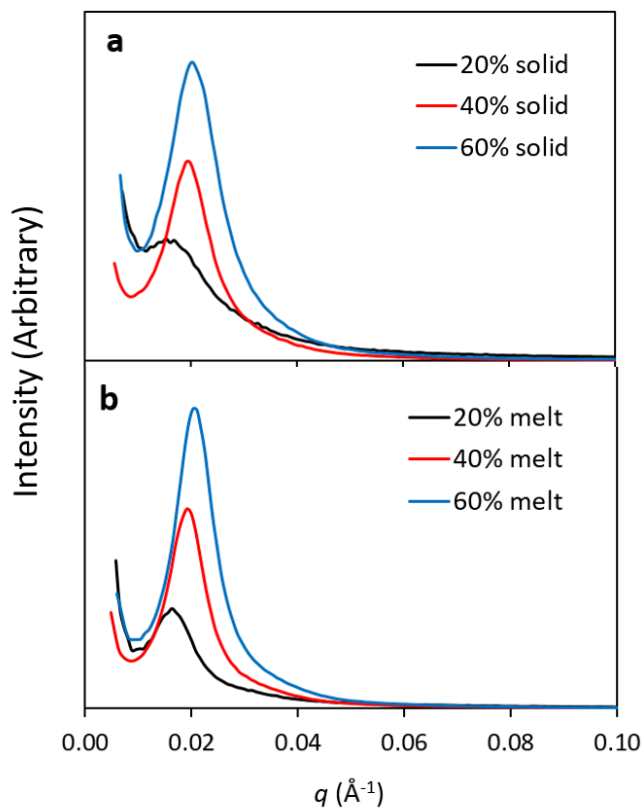 a
20% solid
40% solid
60% solid
Intensity (Arbitrary)
b
20% melt
40% melt
60% melt
0.00 0.02 0.04 0.06 0.08 0.10
q (Å⁻¹)